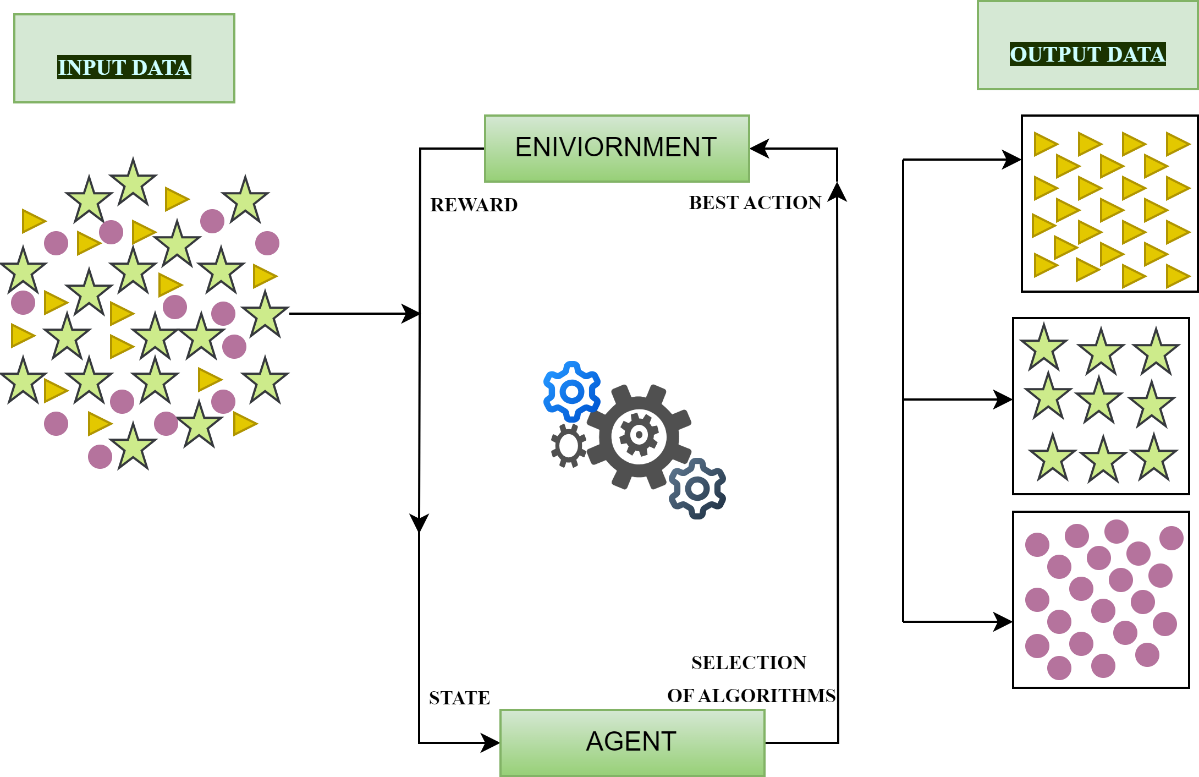 INPUT DATA
OUTPUT DATA
ENIVIORNMENT
REWARD
BEST ACTION
SELECTION
OF ALGORITHMS
STATE
AGENT